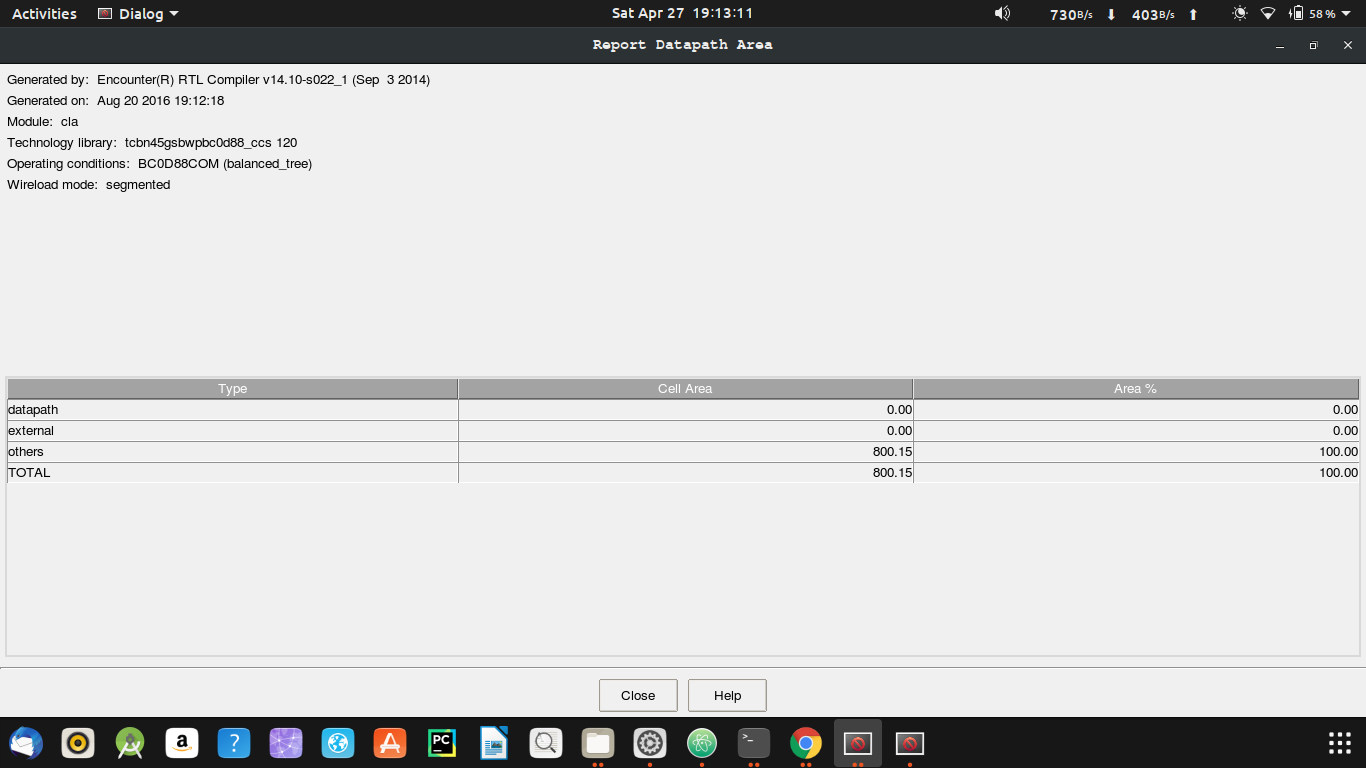 Activities Dialog Sat Apr 27 19:13:11 730B/s 403B/s 58 %
Report Datapath Area
Generated by: Encounter(R) RTL Compiler v14.10-s022_1 (Sep 3 2014)
Generated on: Aug 20 2016 19:12:18
Module: cla
Technology library: tcbn45gsbwpbc0d88_ccs 120
Operating conditions: BC0D88COM (balanced_tree)
Wireload mode: segmented
Type Cell Area Area %
datapath 0.00 0.00
external 0.00 0.00
others 800.15 100.00
TOTAL 800.15 100.00
Close Help
a ? PC >_